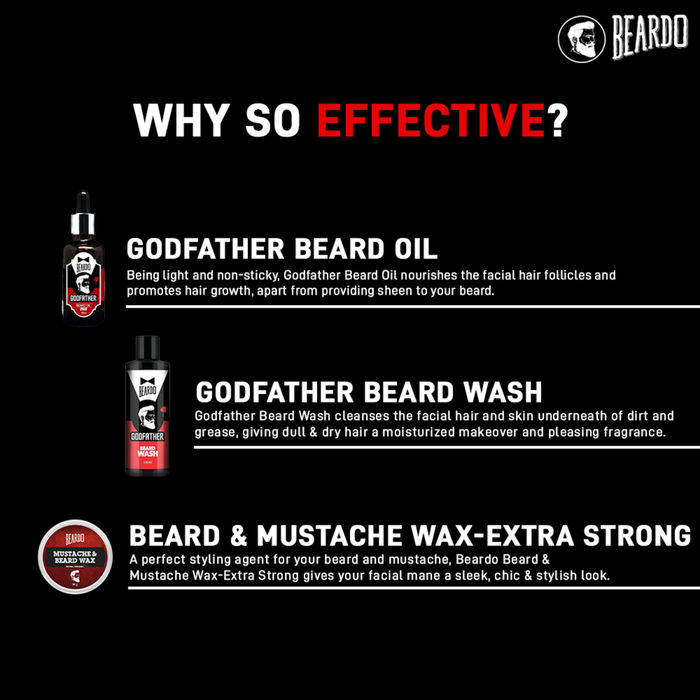 BEARDO
WHY SO EFFECTIVE?
BEARDO
GODFATHER
GODFATHER BEARD OIL
Being light and non-sticky, Godfather Beard Oil nourishes the facial hair follicles and
promotes hair growth, apart from providing sheen to your beard.
BEARDO
GODFATHER
BEARD
WASH
GODFATHER BEARD WASH
Godfather Beard Wash cleanses the facial hair and skin underneath of dirt and
grease, giving dull & dry hair a moisturized makeover and pleasing fragrance.
BEARDO
MUSTACHE &
BEARD WAX
BEARD & MUSTACHE WAX-EXTRA STRONG
A perfect styling agent for your beard and mustache, Beardo Beard &
Mustache Wax-Extra Strong gives your facial mane a sleek, chic & stylish look.